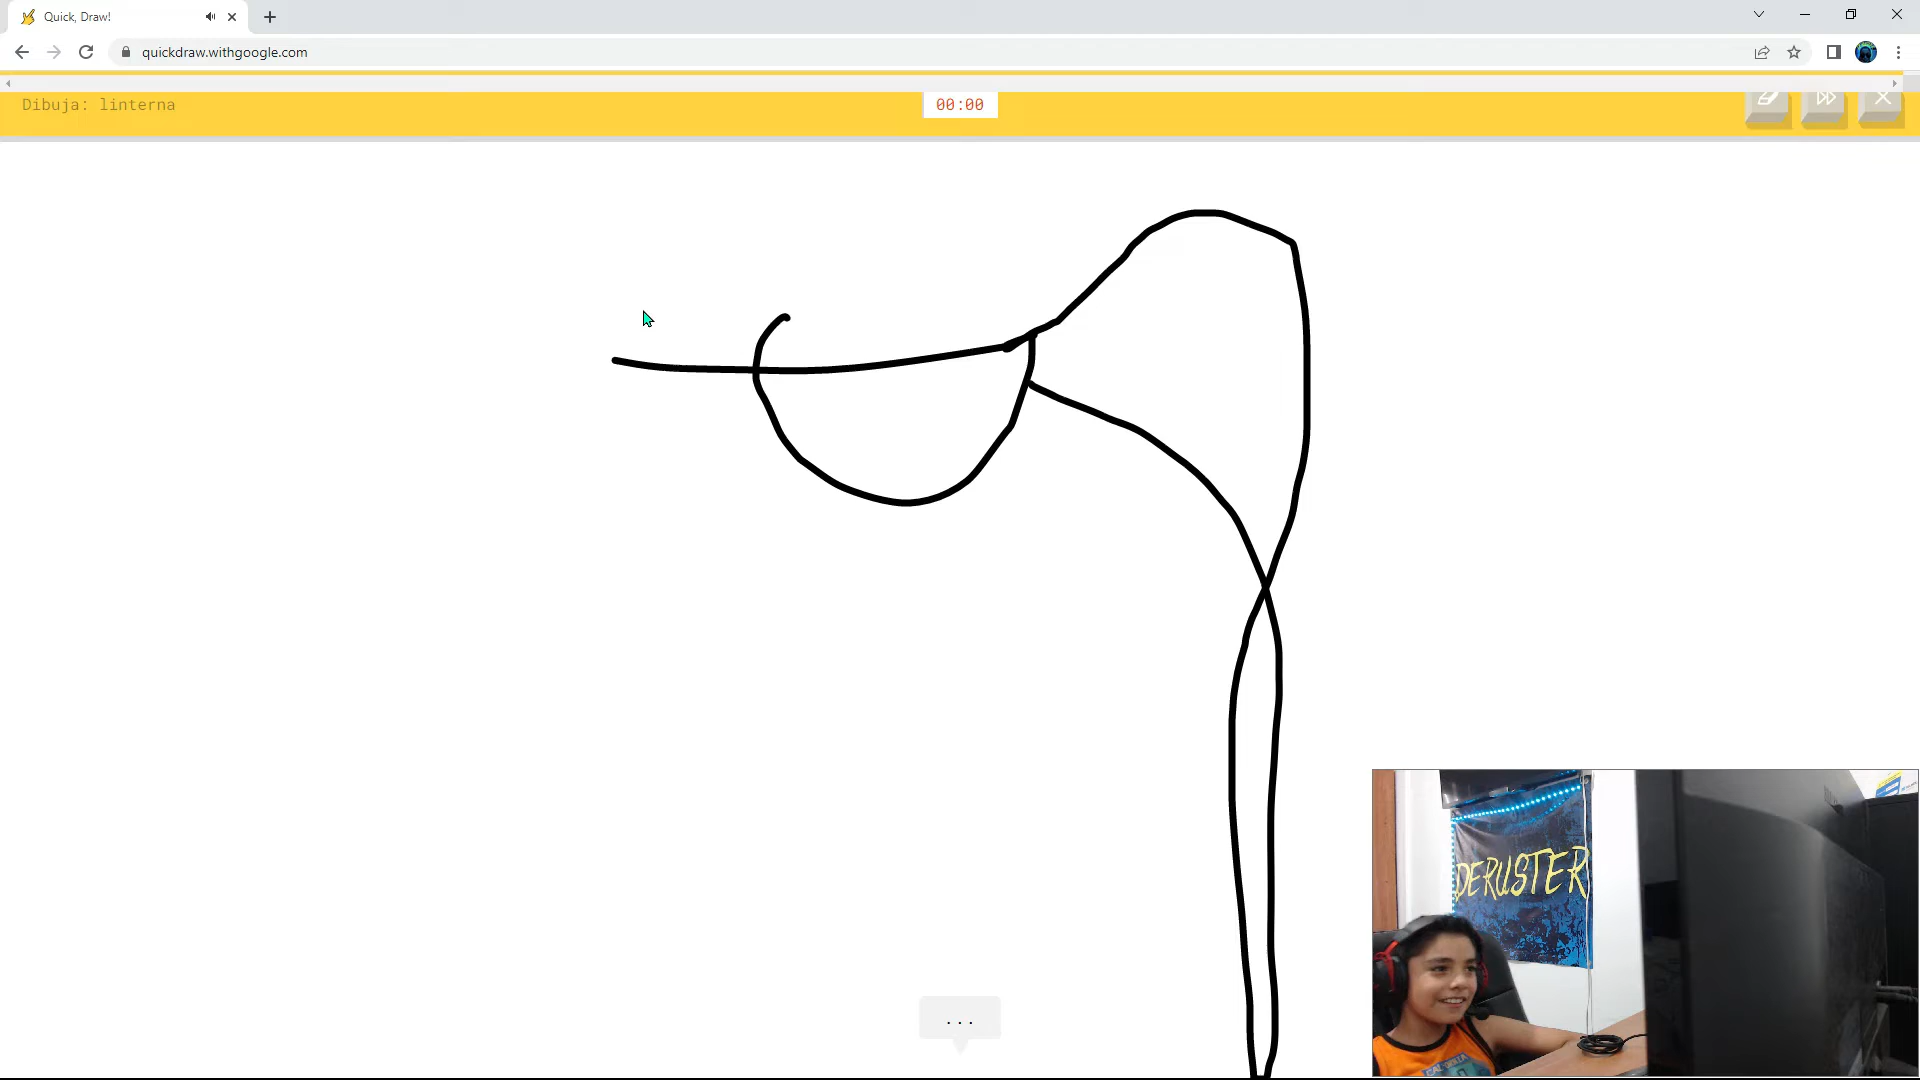 Quick, Draw!
quickdraw.withgoogle.com
Dibuja: linterna
00:00
DERUSTER
...